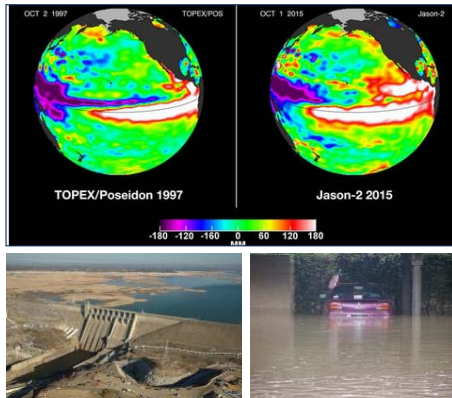 OCT 2 1997
TOPEX/POS
OCT 1 2015
Jason-2
TOPEX/Poseidon 1997
Jason-2 2015
-180 -120 -160 0 60 120 180
MM